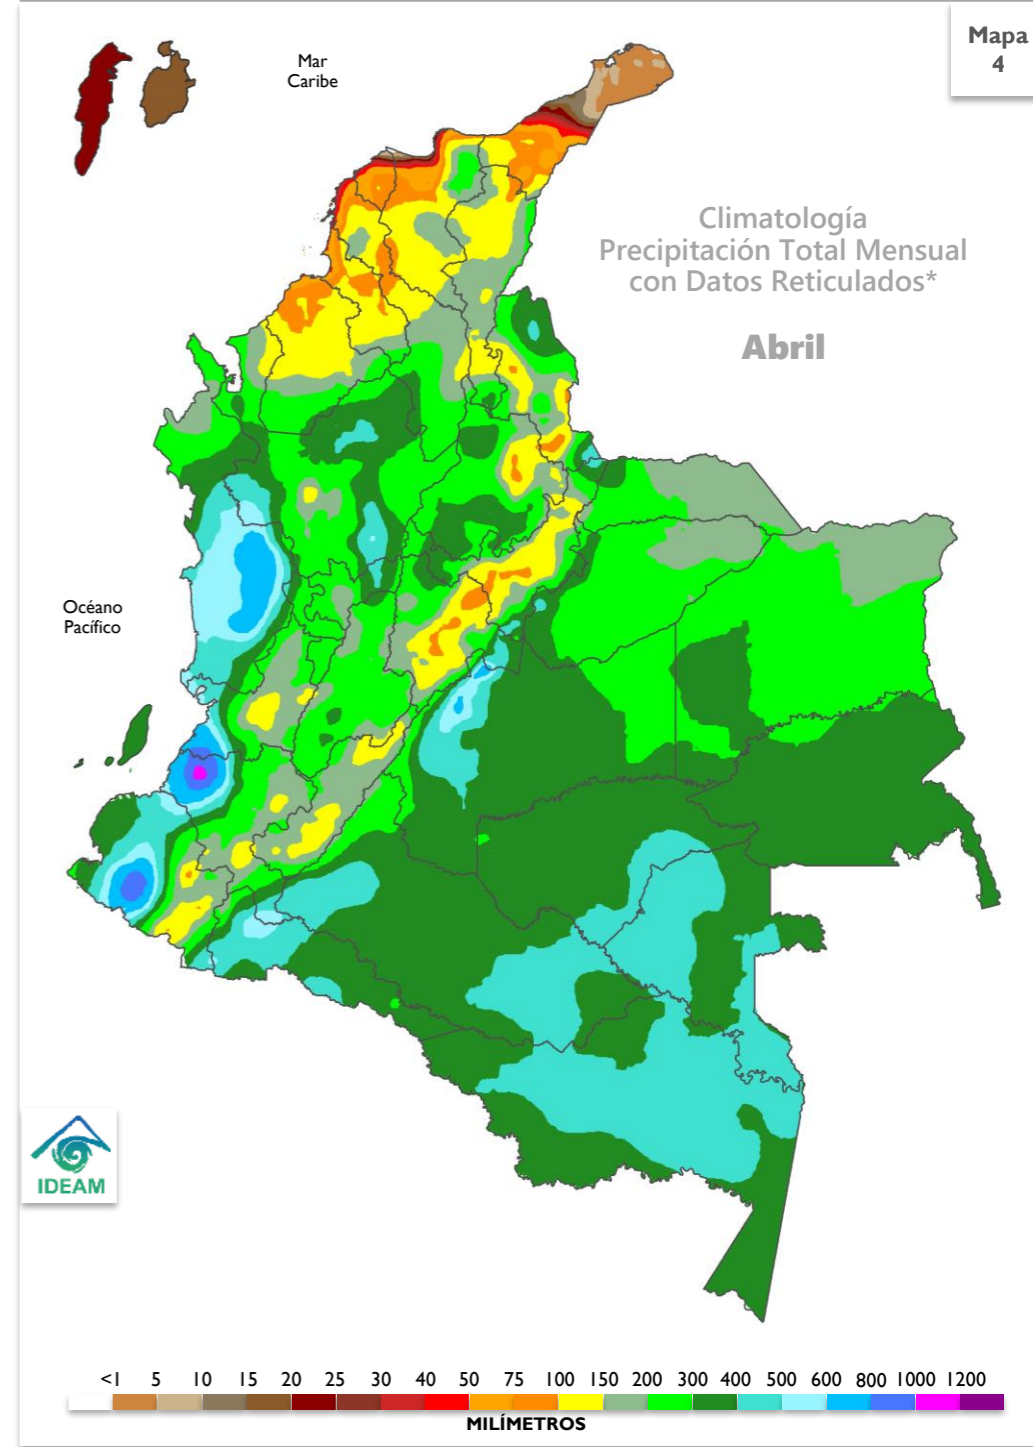 Mapa
4
Mar
Caribe
Climatología
Precipitación Total Mensual
con Datos Reticulados*
Abril
Océano
Pacífico
IDEAM
<1 5 10 15 20 25 30 40 50 75 100 150 200 300 400 500 600 800 1000 1200
MILÍMETROS